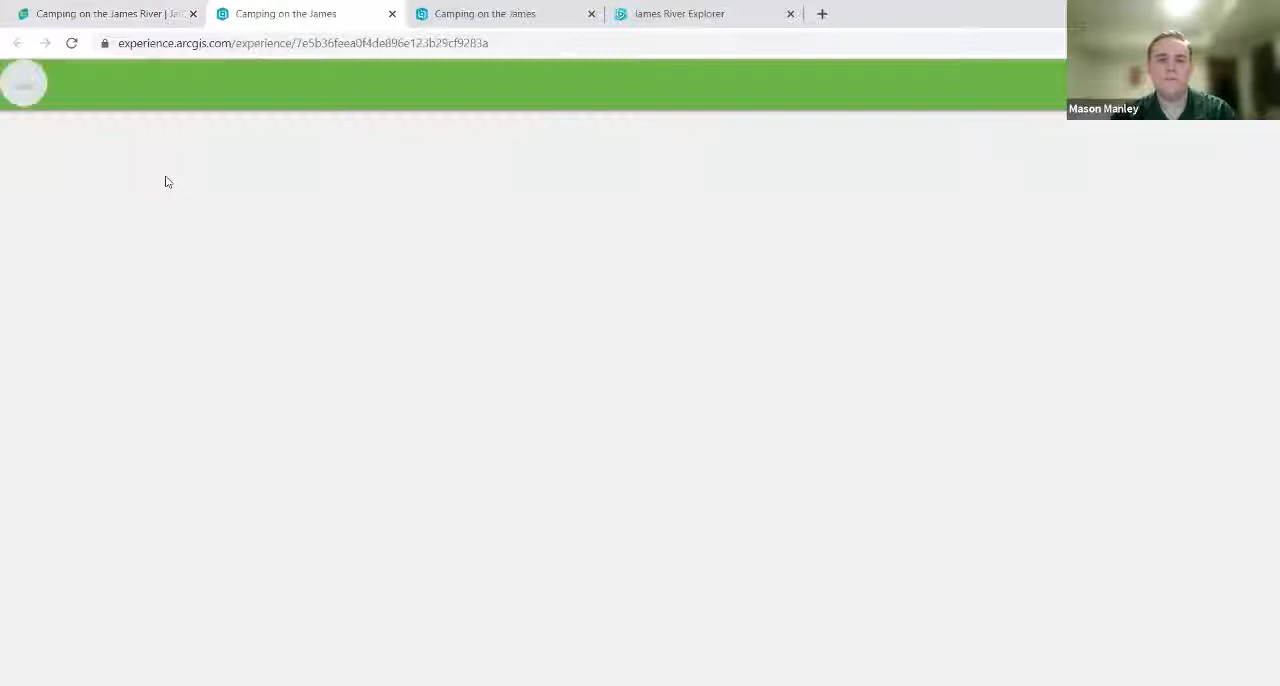 Camping on the James River | Ja
Camping on the James
Camping on the James
James River Explorer
experience.arcgis.com/experience/7e5b36feea0f4de896e123b29cf9283a
Mason Manley